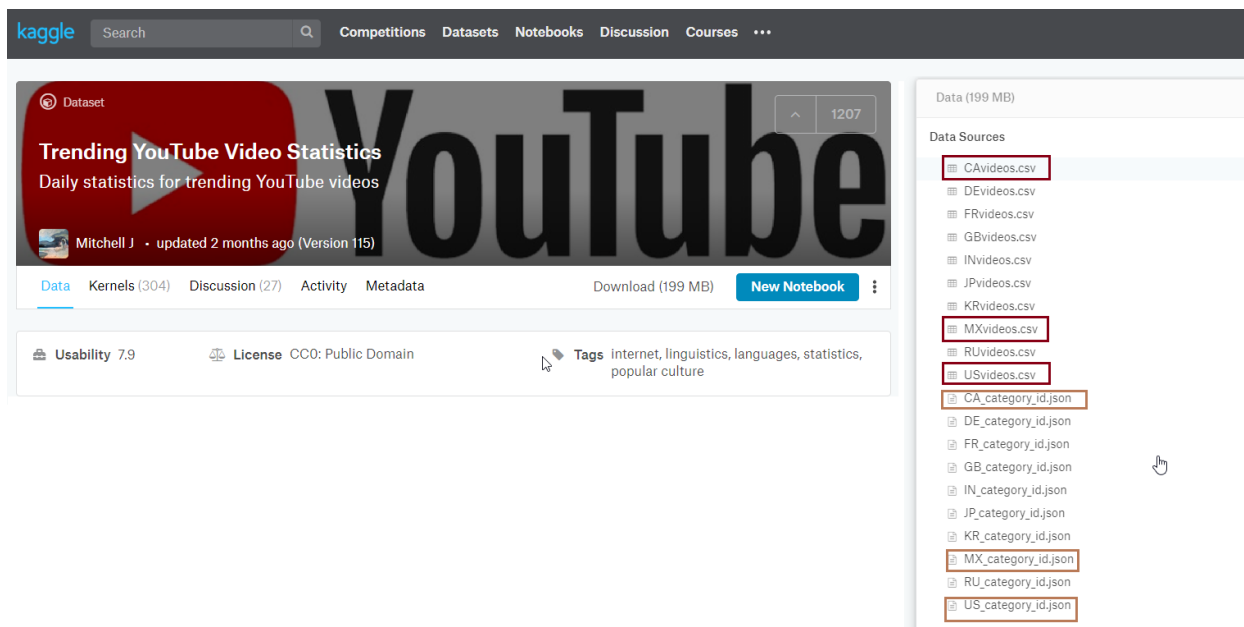 kaggle Search Competitions Datasets Notebooks Discussion Courses •••
Dataset
1207
Trending YouTube Video Statistics
Daily statistics for trending YouTube videos
YouTube
Mitchell J • updated 2 months ago (Version 115)
Data Kernels (304) Discussion (27) Activity Metadata Download (199 MB) New Notebook
Usability 7.9 License CC0: Public Domain Tags internet, linguistics, languages, statistics,
popular culture
Data (199 MB)
Data Sources
CAvideos.csv
DEvideos.csv
FRvideos.csv
GBvideos.csv
INvideos.csv
JPvideos.csv
KRvideos.csv
MXvideos.csv
RUvideos.csv
USvideos.csv
CA_category_id.json
DE_category_id.json
FR_category_id.json
GB_category_id.json
IN_category_id.json
JP_category_id.json
KR_category_id.json
MX_category_id.json
RU_category_id.json
US_category_id.json